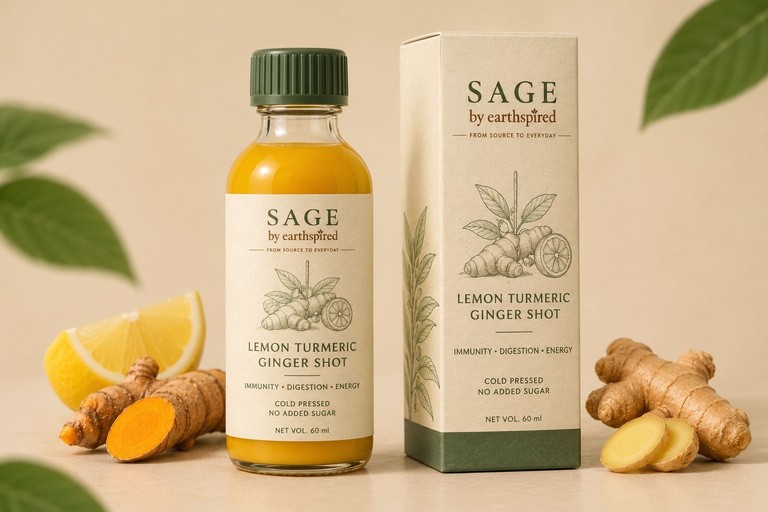 SAGE
by earthspired
FROM SOURCE TO EVERYDAY
LEMON TURMERIC
GINGER SHOT
IMMUNITY • DIGESTION • ENERGY
COLD PRESSED
NO ADDED SUGAR
NET VOL. 60 ml
SAGE
by earthspired
FROM SOURCE TO EVERYDAY
LEMON TURMERIC
GINGER SHOT
IMMUNITY • DIGESTION • ENERGY
COLD PRESSED
NO ADDED SUGAR
NET VOL. 60 ml